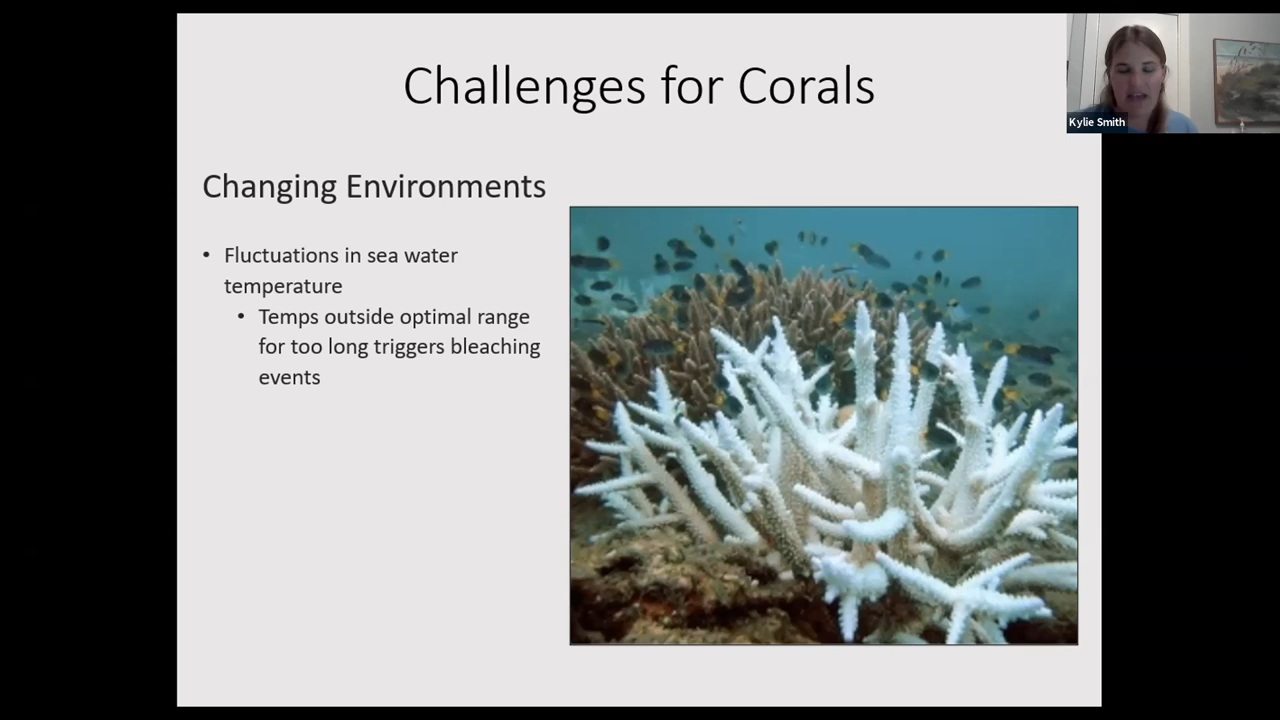 Challenges for Corals
Kylie Smith
Changing Environments
• Fluctuations in sea water
temperature
• Temps outside optimal range
for too long triggers bleaching
events